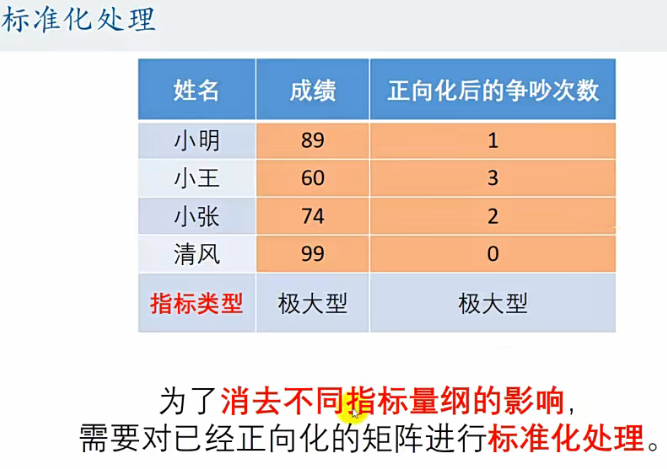 标准化处理
姓名 成绩 正向化后的争吵次数
小明 89 1
小王 60 3
小张 74 2
清风 99 0
指标类型 极大型 极大型
为了消去不同指标量纲的影响，
需要对已经正向化的矩阵进行标准化处理。